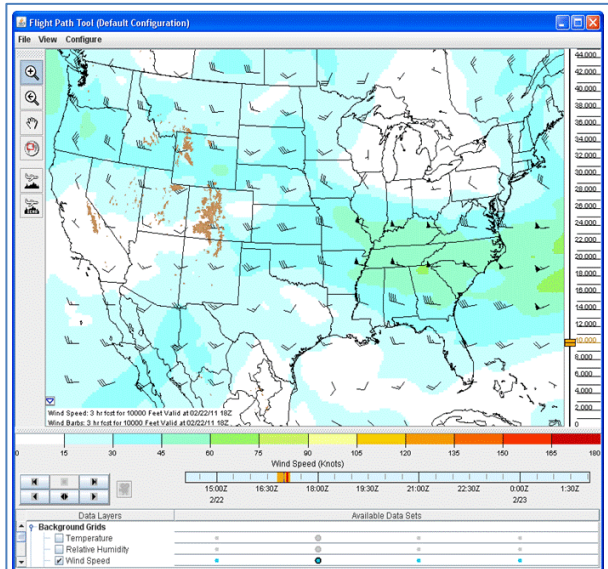 Flight Path Tool (Default Configuration)
File View Configure
44,000
42,000
40,000
38,000
36,000
34,000
32,000
30,000
28,000
26,000
24,000
22,000
20,000
18,000
16,000
14,000
12,000
10,000
8,000
6,000
4,000
2,000
0
Wind Speed: 3 hr fcst for 10000 Feet Valid at 02/22/11 18Z
Wind Barbs: 3 hr fcst for 10000 Feet Valid at 02/22/11 18Z
0 15 30 45 60 75 90 105 120 135 150 165 180
Wind Speed (Knots)
15:00Z 16:30Z 18:00Z 19:30Z 21:00Z 22:30Z 0:00Z 1:30Z
2/22 2/23
Data Layers Available Data Sets
Background Grids
Temperature
Relative Humidity
Wind Speed